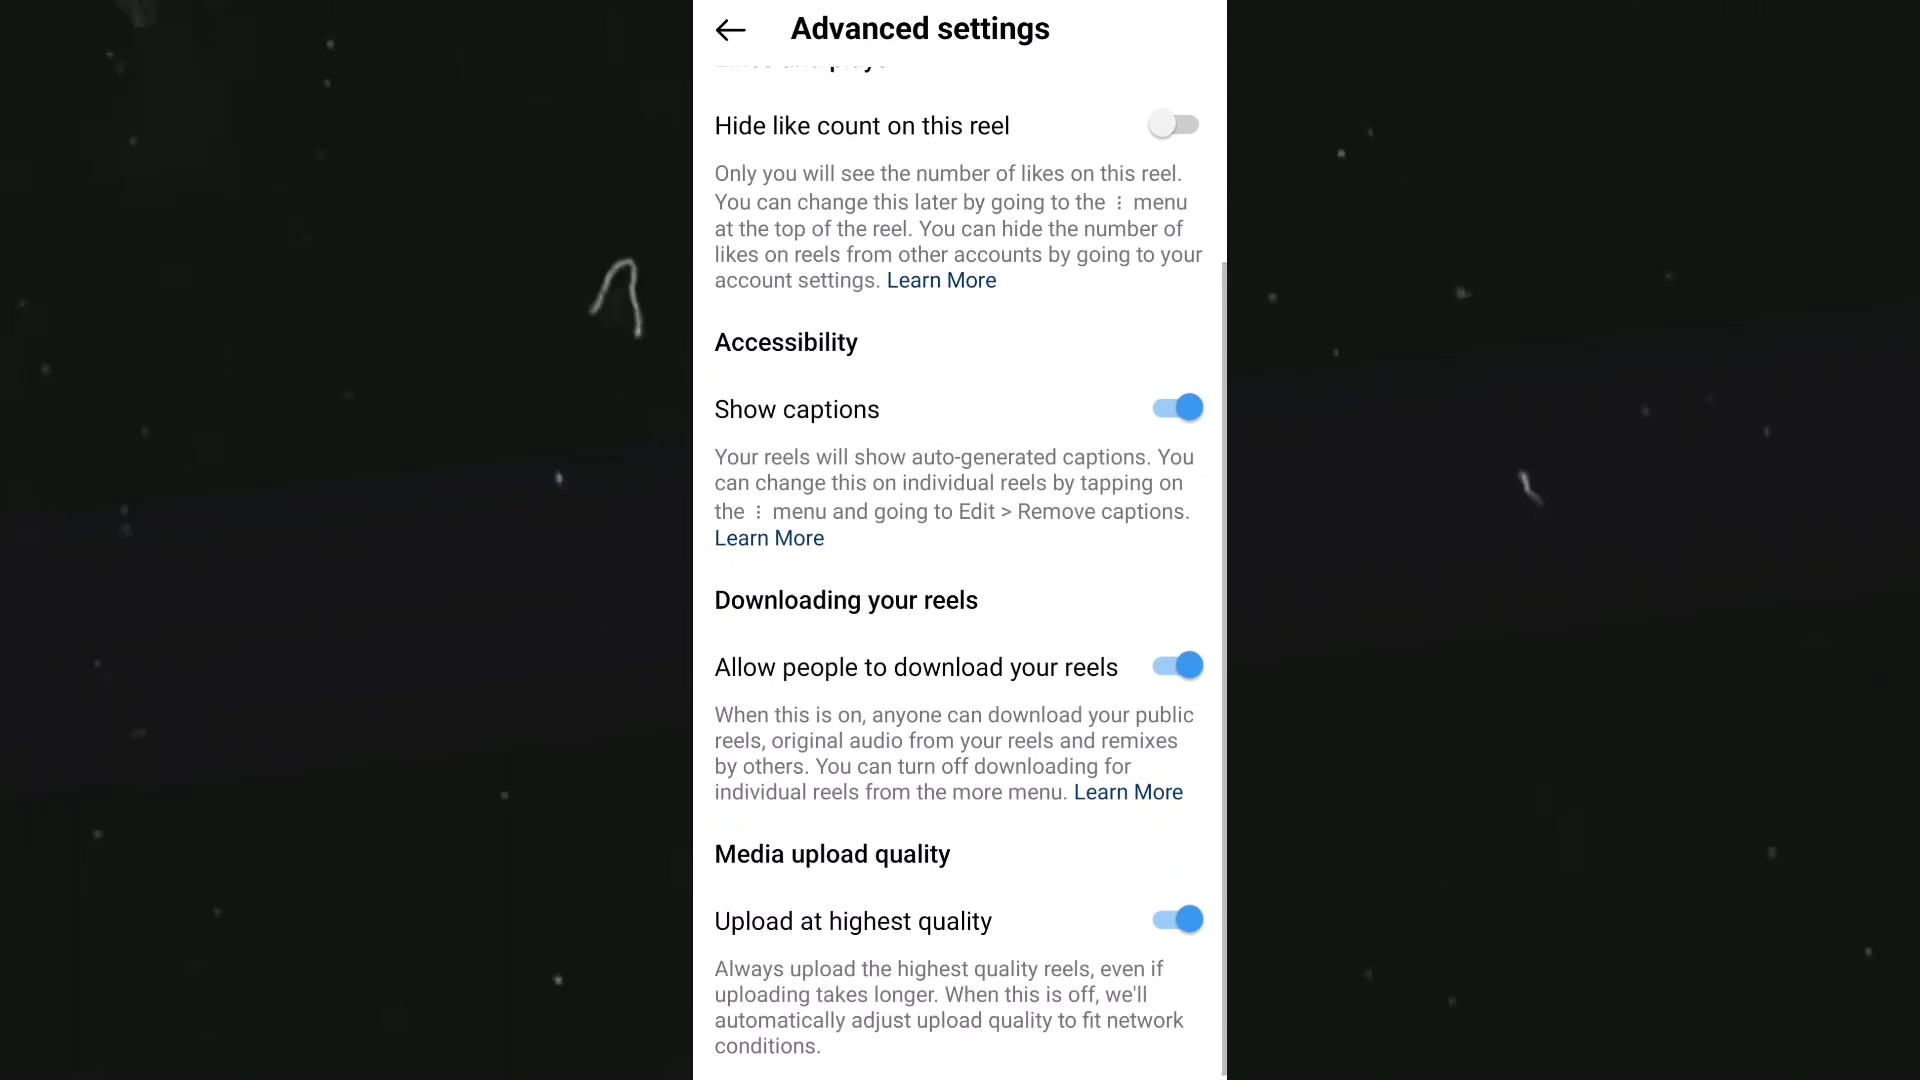 Advanced settings
Hide like count on this reel
Only you will see the number of likes on this reel.
You can change this later by going to the ⋮ menu
at the top of the reel. You can hide the number of
likes on reels from other accounts by going to your
account settings. Learn More
Accessibility
Show captions
Your reels will show auto-generated captions. You
can change this on individual reels by tapping on
the ⋮ menu and going to Edit > Remove captions.
Learn More
Downloading your reels
Allow people to download your reels
When this is on, anyone can download your public
reels, original audio from your reels and remixes
by others. You can turn off downloading for
individual reels from the more menu. Learn More
Media upload quality
Upload at highest quality
Always upload the highest quality reels, even if
uploading takes longer. When this is off, we'll
automatically adjust upload quality to fit network
conditions.